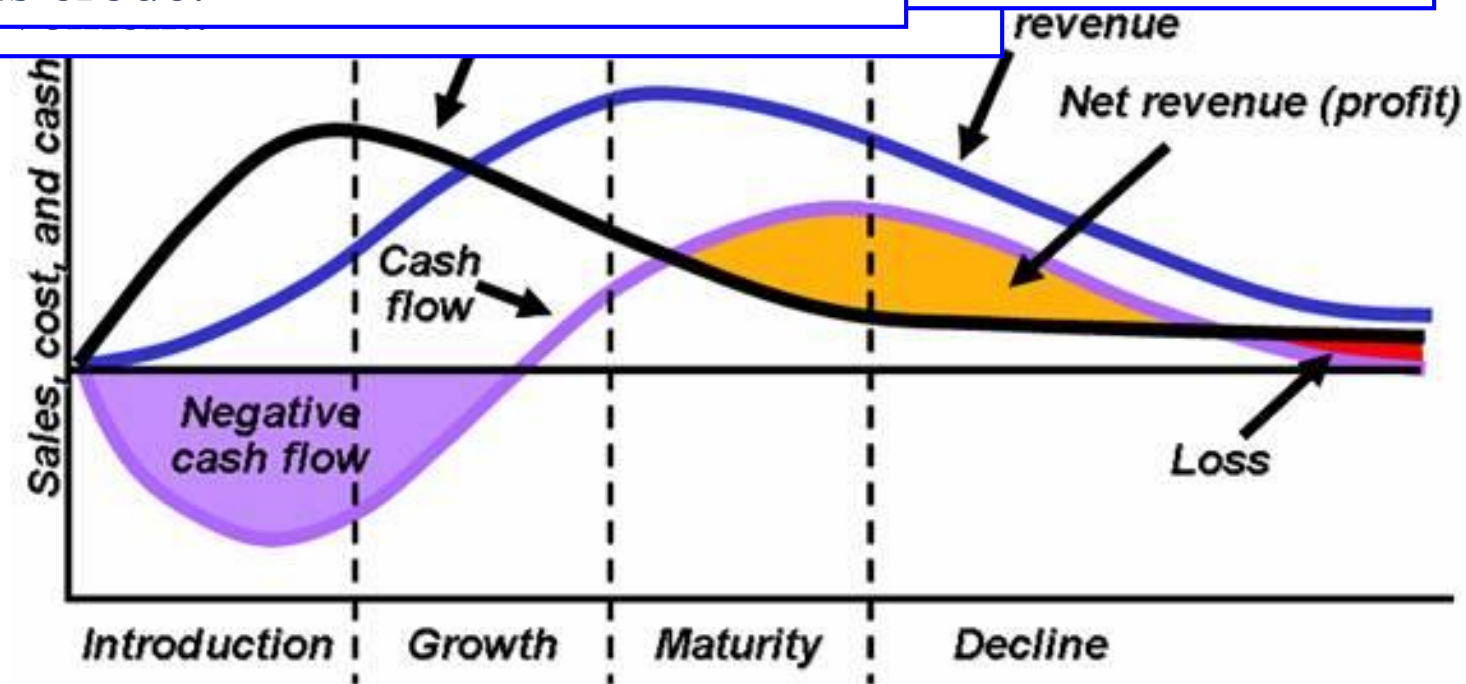 revenue
Net revenue (profit)
Sales, cost, and cash
Cash
flow
Negative
cash flow
Loss
Introduction
Growth
Maturity
Decline